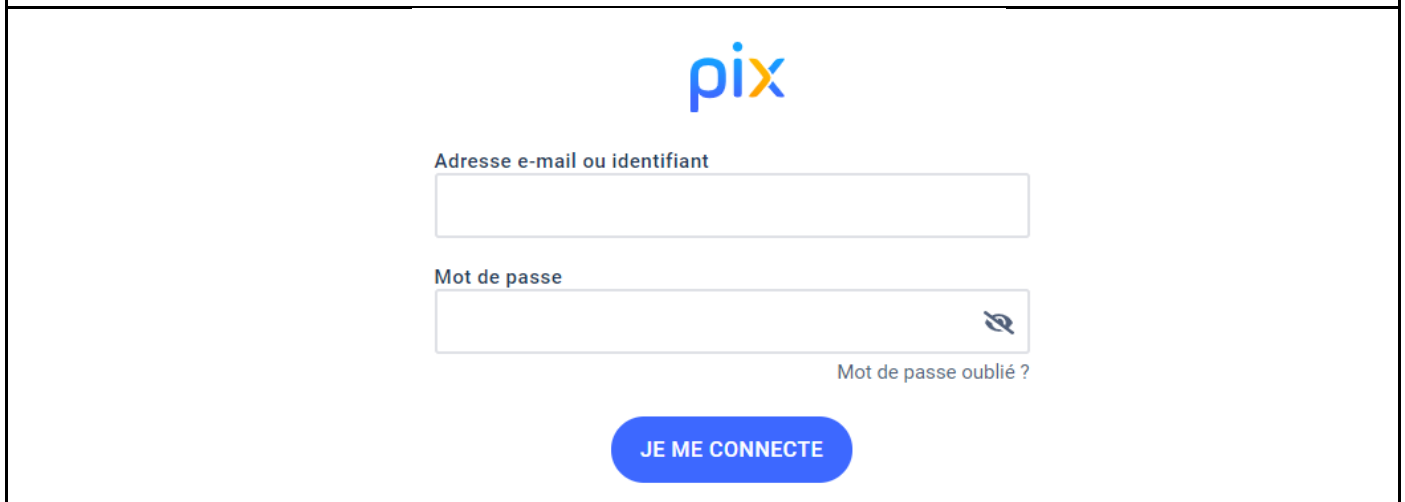 pix
Adresse e-mail ou identifiant
Mot de passe
Mot de passe oublié ?
JE ME CONNECTE